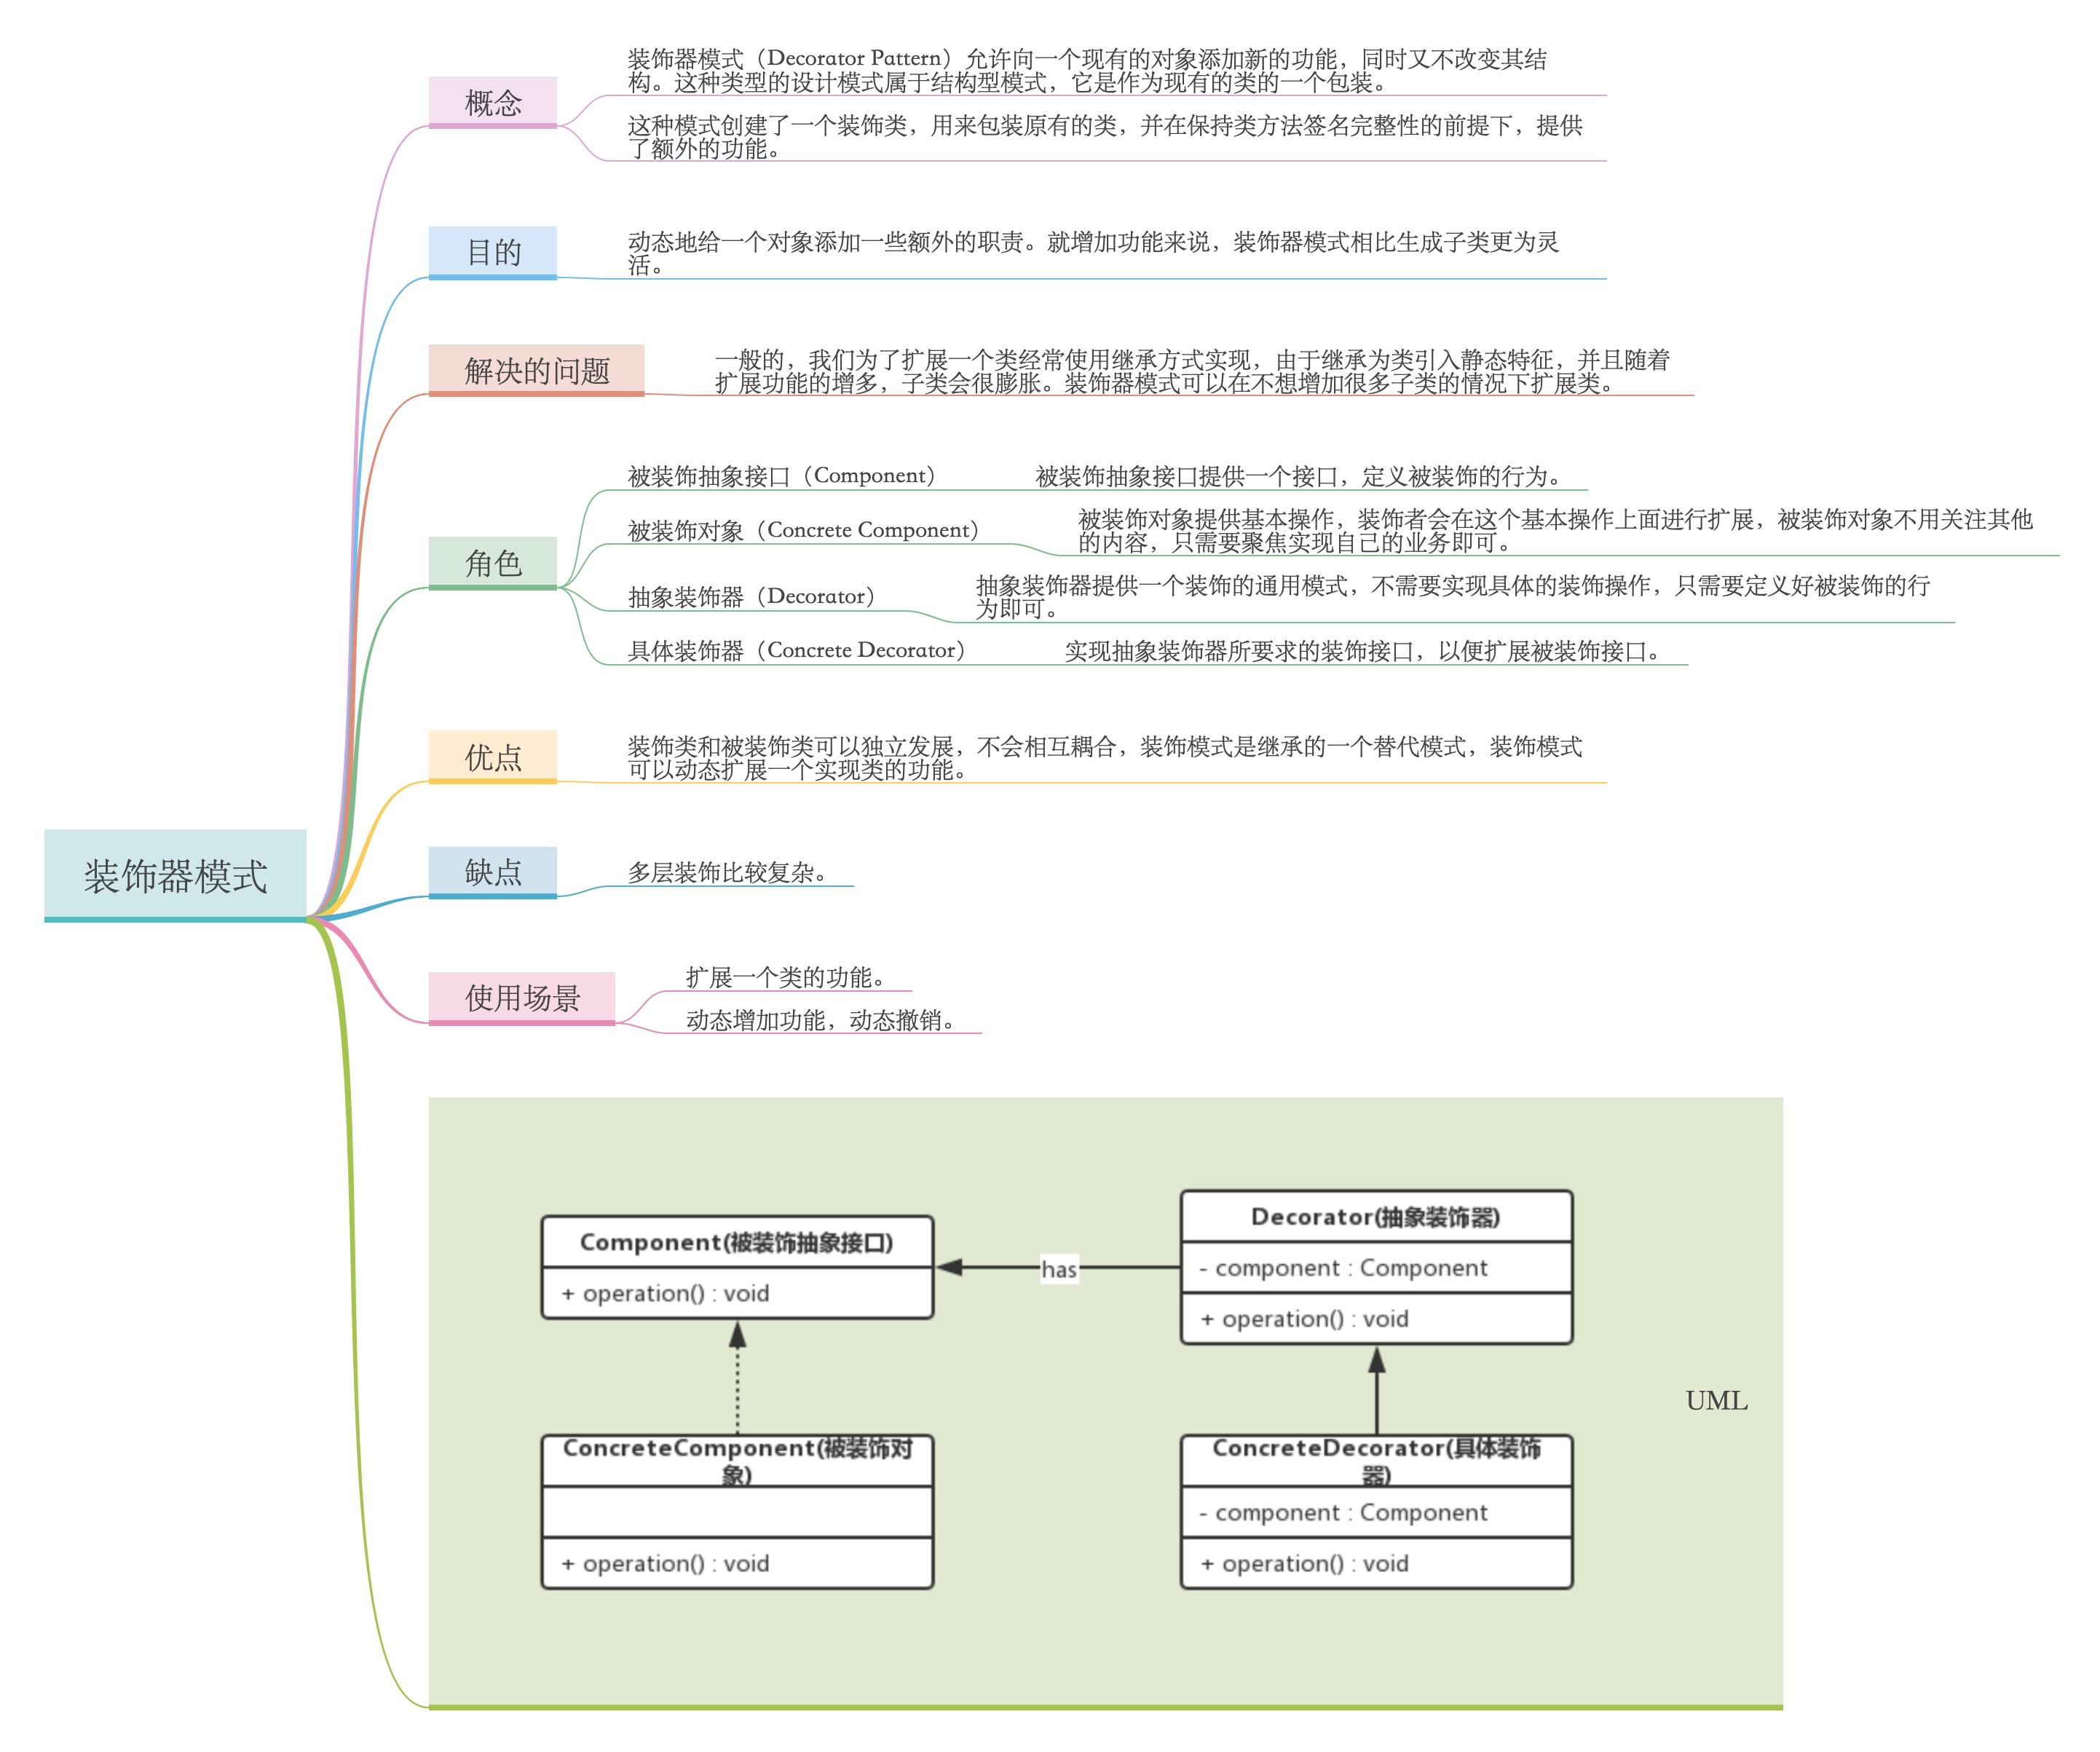 装饰器模式
概念
装饰器模式（Decorator Pattern）允许向一个现有的对象添加新的功能，同时又不改变其结
构。这种类型的设计模式属于结构型模式，它是作为现有的类的一个包装。
这种模式创建了一个装饰类，用来包装原有的类，并在保持类方法签名完整性的前提下，提供
了额外的功能。
目的
动态地给一个对象添加一些额外的职责。就增加功能来说，装饰器模式相比生成子类更为灵
活。
解决的问题
一般的，我们为了扩展一个类经常使用继承方式实现，由于继承为类引入静态特征，并且随着
扩展功能的增多，子类会很膨胀。装饰器模式可以在不想增加很多子类的情况下扩展类。
角色
被装饰抽象接口（Component）
被装饰抽象接口提供一个接口，定义被装饰的行为。
被装饰对象（Concrete Component）
被装饰对象提供基本操作，装饰者会在这个基本操作上面进行扩展，被装饰对象不用关注其他
的内容，只需要聚焦实现自己的业务即可。
抽象装饰器（Decorator）
抽象装饰器提供一个装饰的通用模式，不需要实现具体的装饰操作，只需要定义好被装饰的行
为即可。
具体装饰器（Concrete Decorator）
实现抽象装饰器所要求的装饰接口，以便扩展被装饰接口。
优点
装饰类和被装饰类可以独立发展，不会相互耦合，装饰模式是继承的一个替代模式，装饰模式
可以动态扩展一个实现类的功能。
缺点
多层装饰比较复杂。
使用场景
扩展一个类的功能。
动态增加功能，动态撤销。
Component(被装饰抽象接口)
+ operation() : void
has
Decorator(抽象装饰器)
- component : Component
+ operation() : void
ConcreteComponent(被装饰对
象)
+ operation() : void
ConcreteDecorator(具体装饰
器)
- component : Component
+ operation() : void
UML